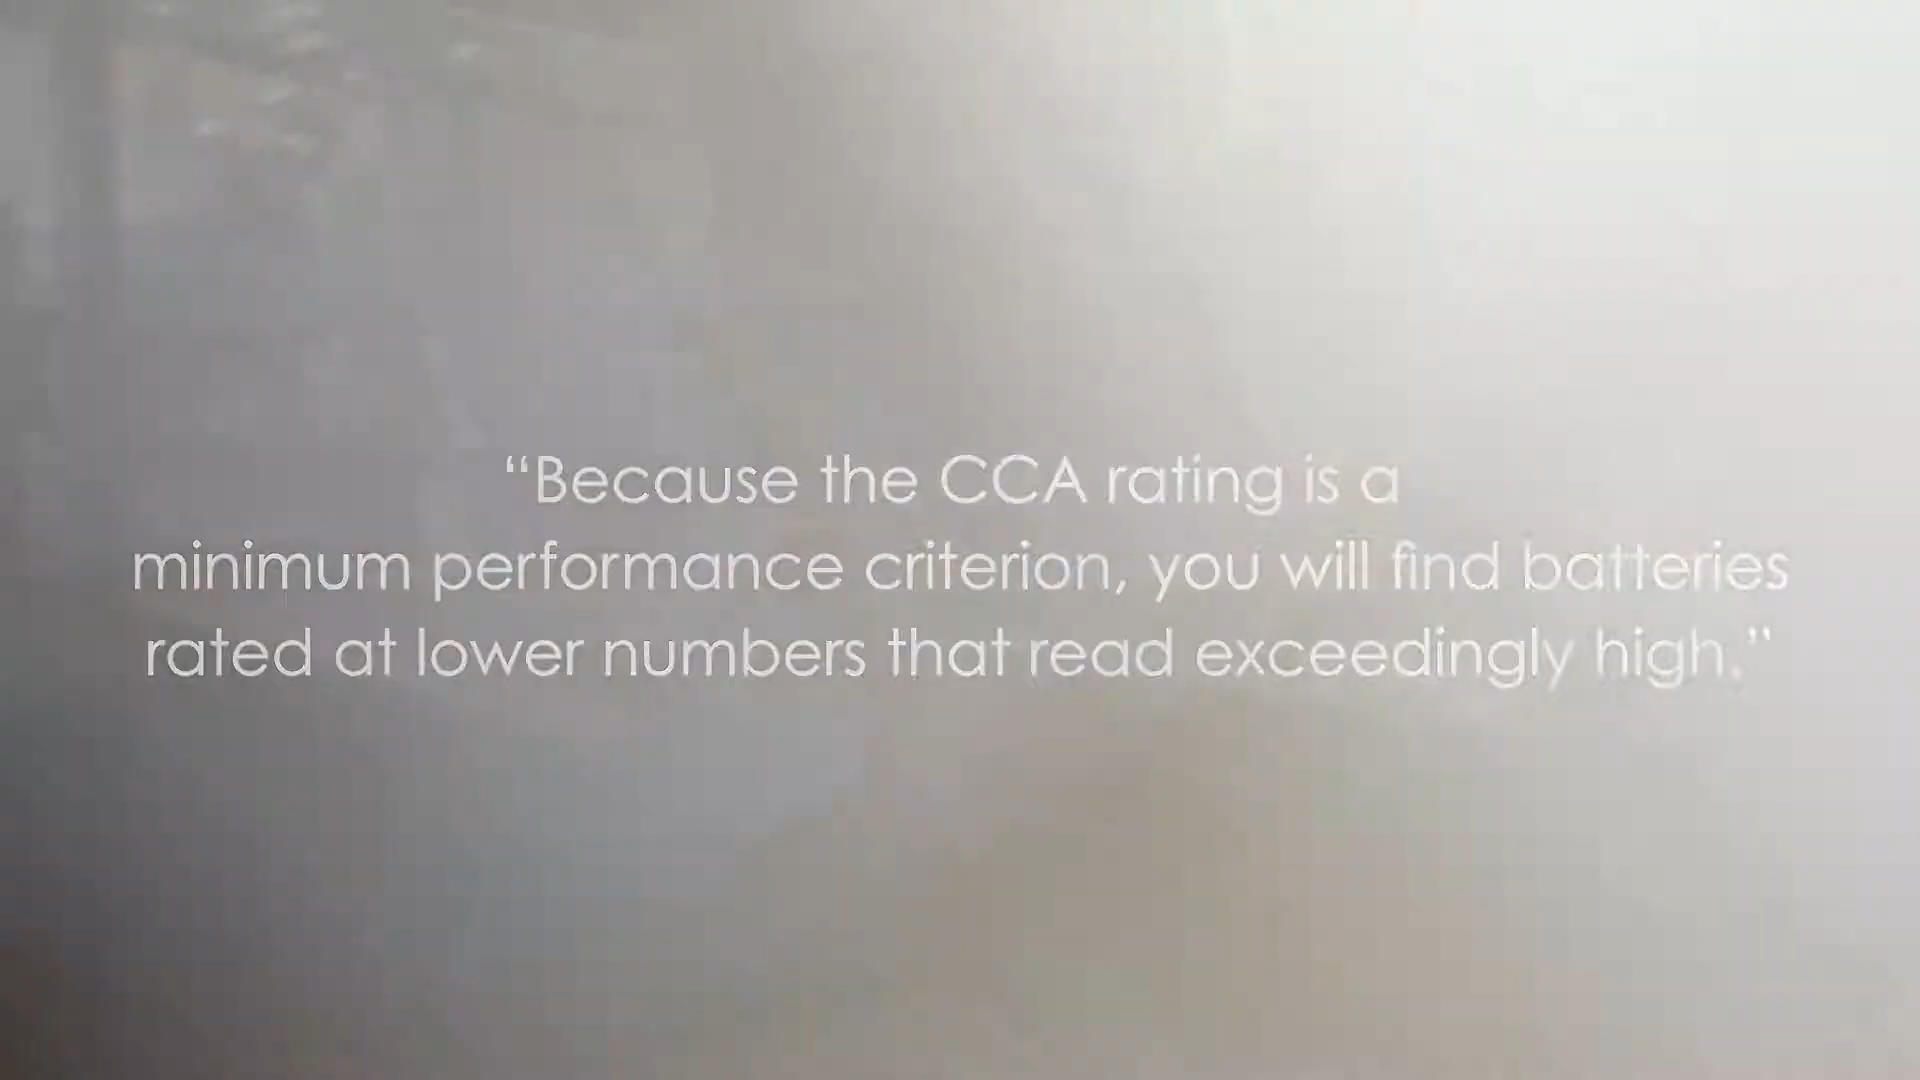 “Because the CCA rating is a
minimum performance criterion, you will find batteries
rated at lower numbers that read exceedingly high.”